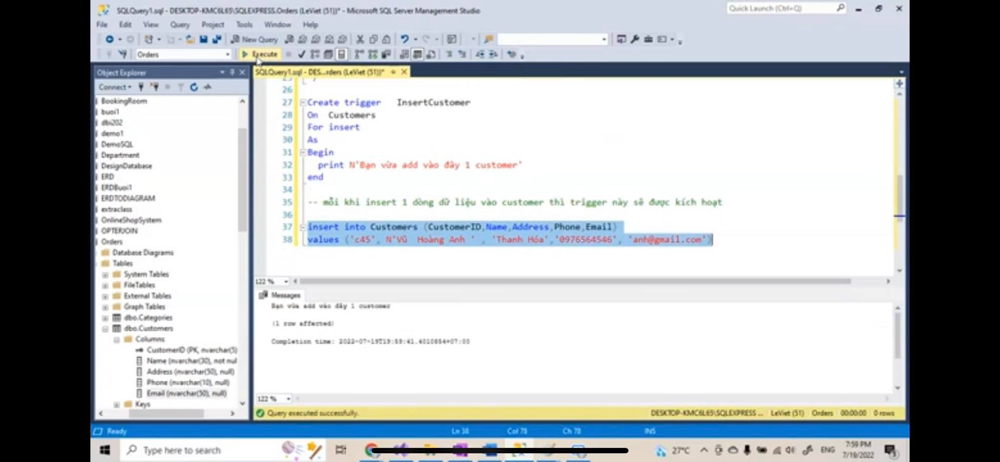 SQLQuery1.sql - DESKTOP-KMC6L65\SQLEXPRESS.Orders (LeViet (51))* - Microsoft SQL Server Management Studio
Quick Launch (Ctrl+Q)
File Edit View Query Project Tools Window Help
New Query
Orders
Execute
Object Explorer
SQLQuery1.sql - DES...rders (LeViet (51))*
Connect
BookingRoom
buoi1
dbi202
demo1
DemoSQL
Department
DesignDatabase
ERD
ERDBuoi1
ERDTODIAGRAM
extraclass
OnlineShopSystem
OPTERJOIN
Orders
Database Diagrams
Tables
System Tables
FileTables
External Tables
Graph Tables
dbo.Categories
dbo.Customers
Columns
CustomerID (PK, nvarchar(5)
Name (nvarchar(30), not nul
Address (nvarchar(50), null)
Phone (nvarchar(10), null)
Email (nvarchar(50), null)
Keys
26
27 Create trigger InsertCustomer
28 On Customers
29 For insert
30 As
31 Begin
32 print N'Bạn vừa add vào đây 1 customer'
33 end
34
35 -- mỗi khi insert 1 dòng dữ liệu vào customer thì trigger này sẽ được kích hoạt
36
37 insert into Customers (CustomerID,Name,Address,Phone,Email)
38 values ('c45', N'Vũ Hoàng Anh ' , 'Thanh Hóa','0976564546', 'anh@gmail.com')
122 %
Messages
Bạn vừa add vào đây 1 customer
(1 row affected)
Completion time: 2022-07-19T19:59:41.4010854+07:00
122 %
Query executed successfully.
DESKTOP-KMC6L65\SQLEXPRESS ... LeViet (51) Orders 00:00:00 0 rows
Ready Ln 38 Col 78 Ch 78 INS
Type here to search
27°C
ENG
7:59 PM
7/19/2022
3